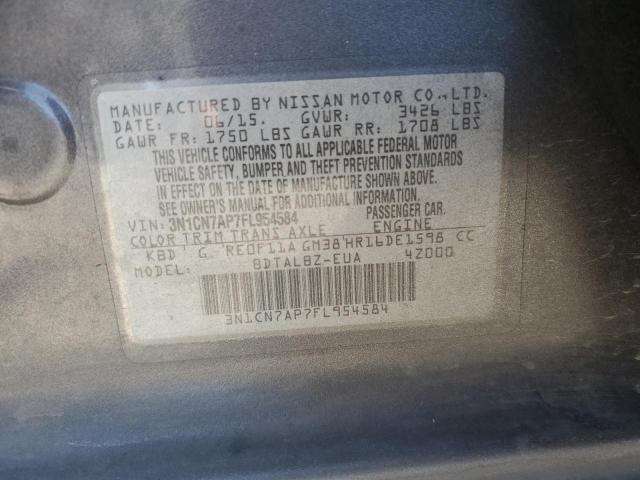 MANUFACTURED BY NISSAN MOTOR CO.,LTD.
DATE: 06/15. GVWR: 3426 LBS
GAWR FR: 1750 LBS GAWR RR: 1708 LBS
THIS VEHICLE CONFORMS TO ALL APPLICABLE FEDERAL MOTOR
VEHICLE SAFETY, BUMPER, AND THEFT PREVENTION STANDARDS
IN EFFECT ON THE DATE OF MANUFACTURE SHOWN ABOVE.
SEE OWNER'S MANUAL FOR ADDITIONAL INFORMATION
VIN: 3N1CN7AP7FL954584 PASSENGER CAR.
COLOR TRIM TRANS AXLE ENGINE
KBD G RE0F11A GM38 HR16DE1598 CC
MODEL: BDTALBZ-EUA 4Z000
3N1CN7AP7FL954584